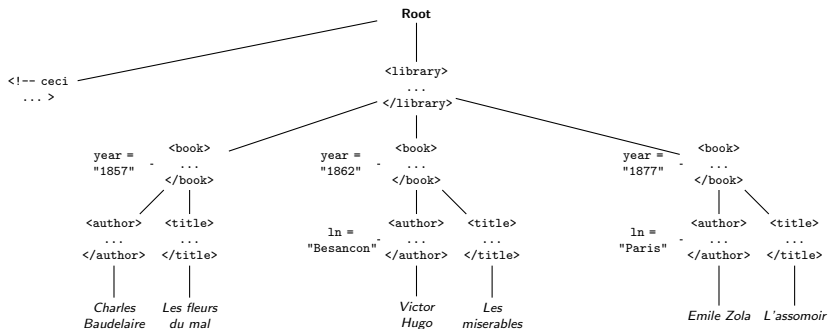 Root
<!-- ceci
... >
<library>
...
</library>
year =
"1857"
<book>
...
</book>
year =
"1862"
<book>
...
</book>
year =
"1877"
<book>
...
</book>
<author>
...
</author>
<title>
...
</title>
ln =
"Besancon"
<author>
...
</author>
<title>
...
</title>
ln =
"Paris"
<author>
...
</author>
<title>
...
</title>
Charles
Baudelaire
Les fleurs
du mal
Victor
Hugo
Les
miserables
Emile Zola
L'assomoir